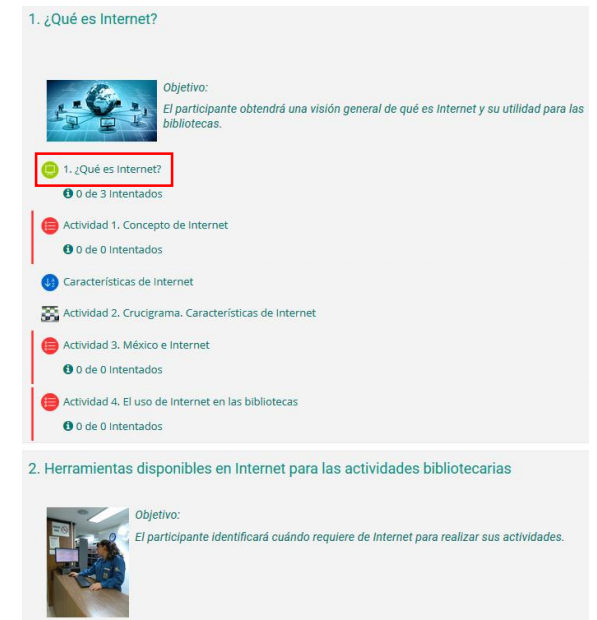 1. ¿Qué es Internet?
Objetivo:
El participante obtendrá una visión general de qué es Internet y su utilidad para las
bibliotecas.
1. ¿Qué es Internet?
0 de 3 Intentados
Actividad 1. Concepto de Internet
0 de 0 Intentados
Características de Internet
Actividad 2. Crucigrama. Características de Internet
Actividad 3. México e Internet
0 de 0 Intentados
Actividad 4. El uso de Internet en las bibliotecas
0 de 0 Intentados
2. Herramientas disponibles en Internet para las actividades bibliotecarias
Objetivo:
El participante identificará cuándo requiere de Internet para realizar sus actividades.